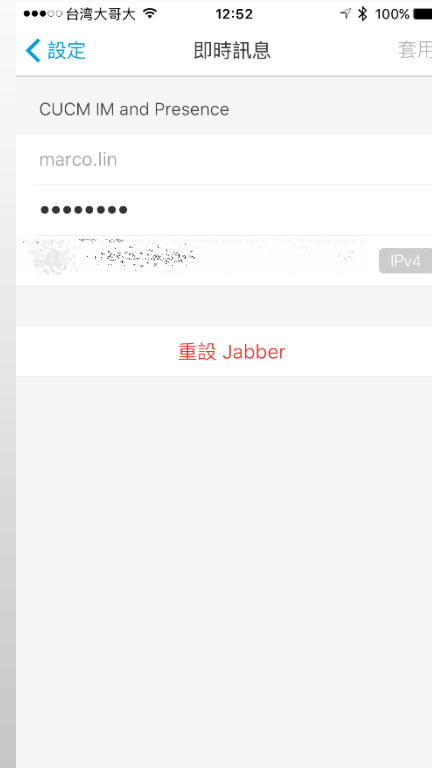 台湾大哥大 12:52 100%
設定 即時訊息 套用
CUCM IM and Presence
marco.lin
••••••••
IPv4
重設 Jabber